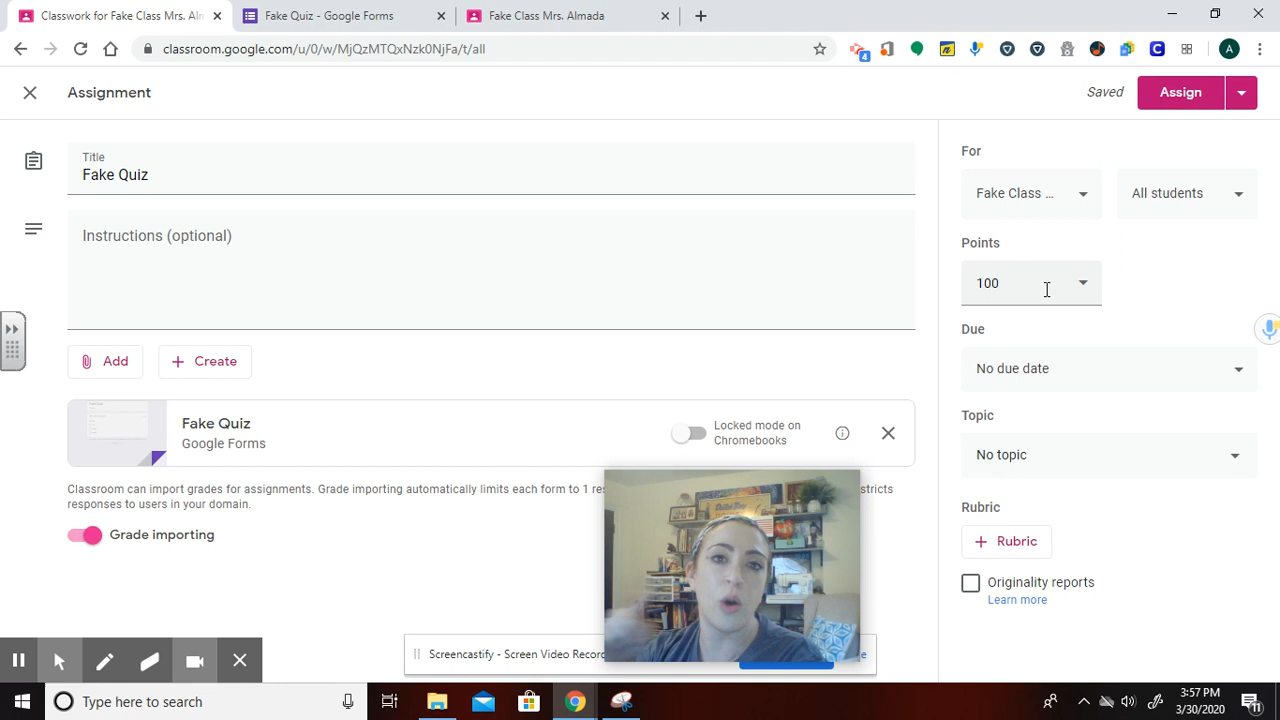 Classwork for Fake Class Mrs. Alm
Fake Quiz - Google Forms
Fake Class Mrs. Almada
classroom.google.com/u/0/w/MjQzMTQxNzk0NjFa/t/all
4
A
Assignment
Saved
Assign
Title
Fake Quiz
Instructions (optional)
Add
Create
Fake Quiz
Google Forms
Locked mode on
Chromebooks
Classroom can import grades for assignments. Grade importing automatically limits each form to 1
responses to users in your domain.
Grade importing
For
Fake Class ...
All students
Points
100
Due
No due date
Topic
No topic
Rubric
Rubric
Originality reports
Learn more
Screencastify - Screen Video
Type here to search
3:57 PM
3/30/2020
11